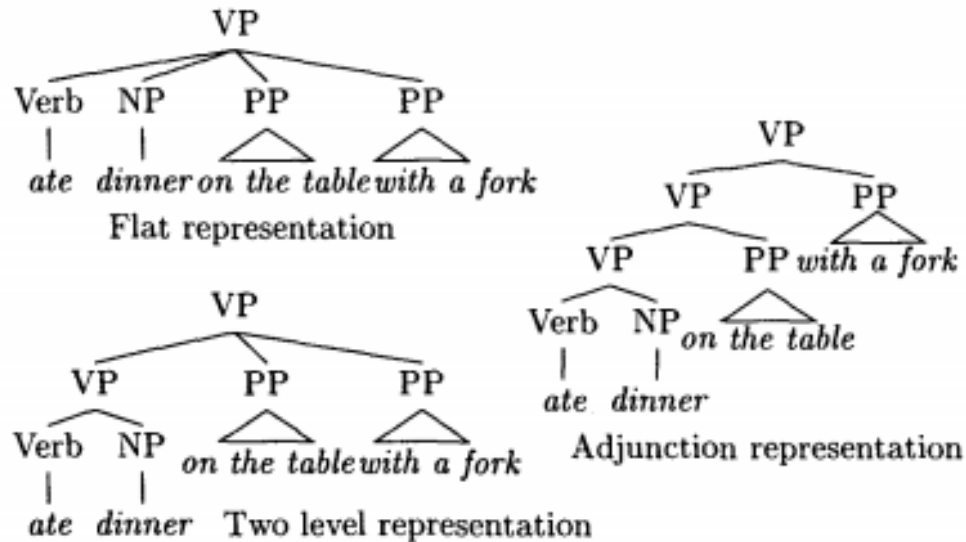 VP
Verb NP PP PP
ate dinner on the table with a fork
Flat representation
VP
VP PP PP
Verb NP on the table with a fork
ate dinner
Two level representation
VP
VP PP
VP PP with a fork
Verb NP on the table
ate dinner
Adjunction representation